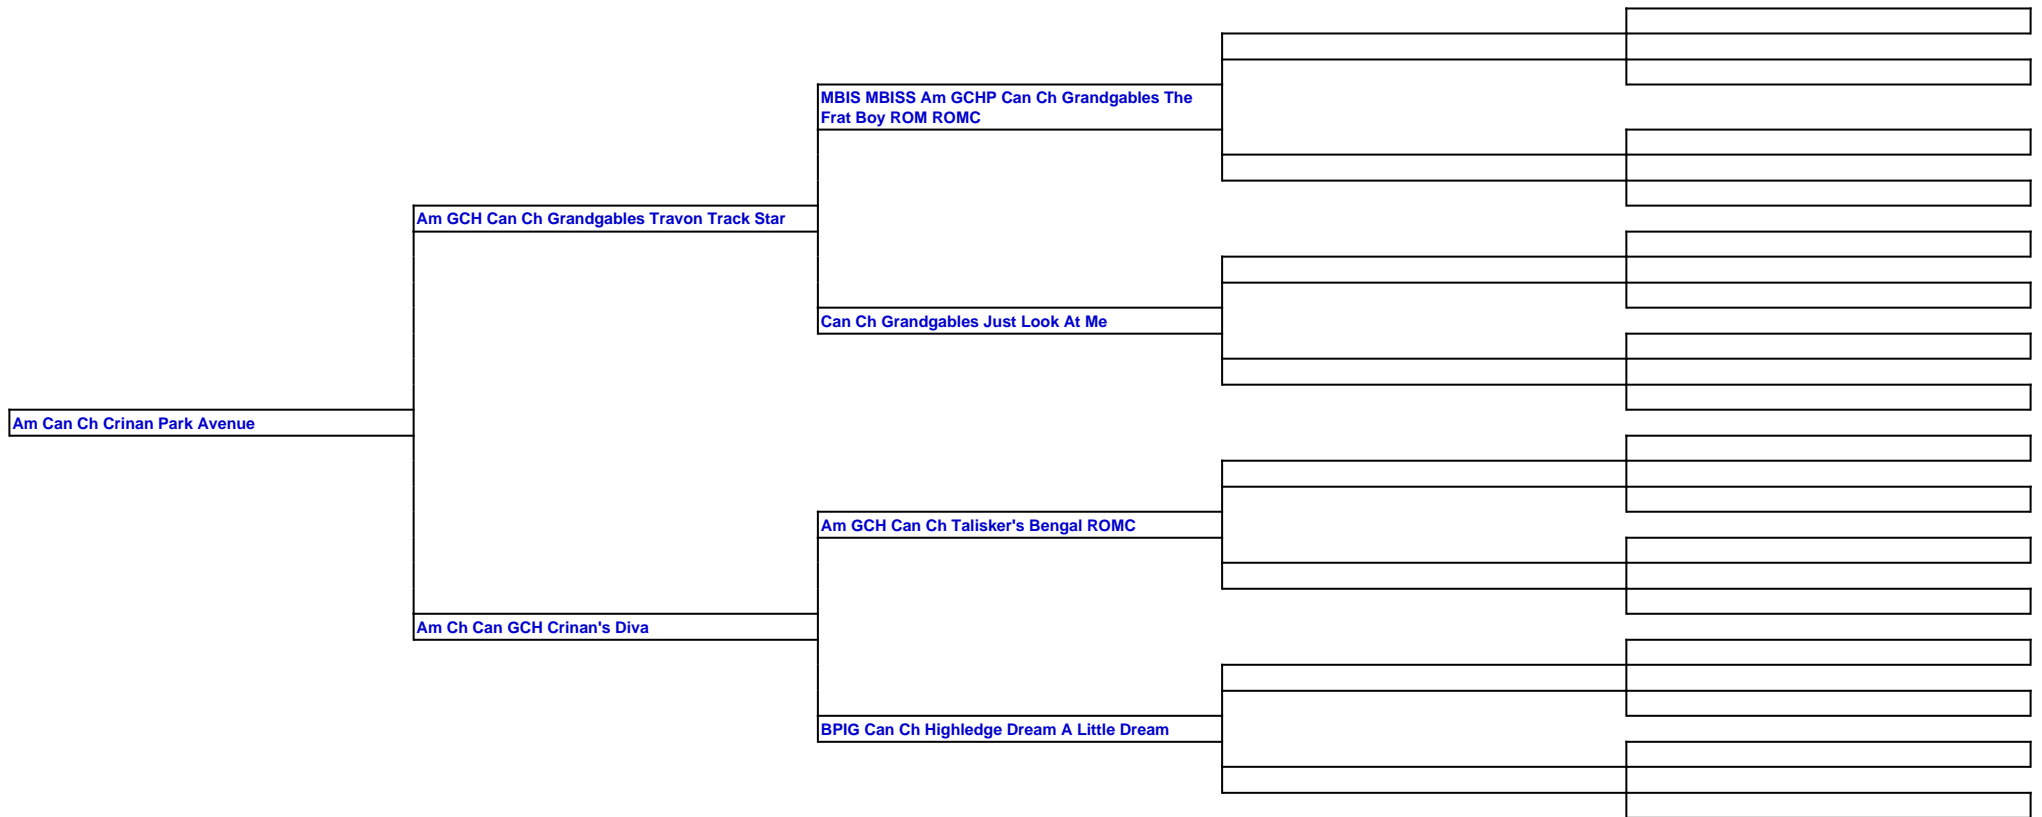 MBIS MBISS Am GCHP Can Ch Grandgables The
Frat Boy ROM ROMC
Am GCH Can Ch Grandgables Travon Track Star
Can Ch Grandgables Just Look At Me
Am Can Ch Crinan Park Avenue
Am GCH Can Ch Talisker's Bengal ROMC
Am Ch Can GCH Crinan's Diva
BPIG Can Ch Highledge Dream A Little Dream